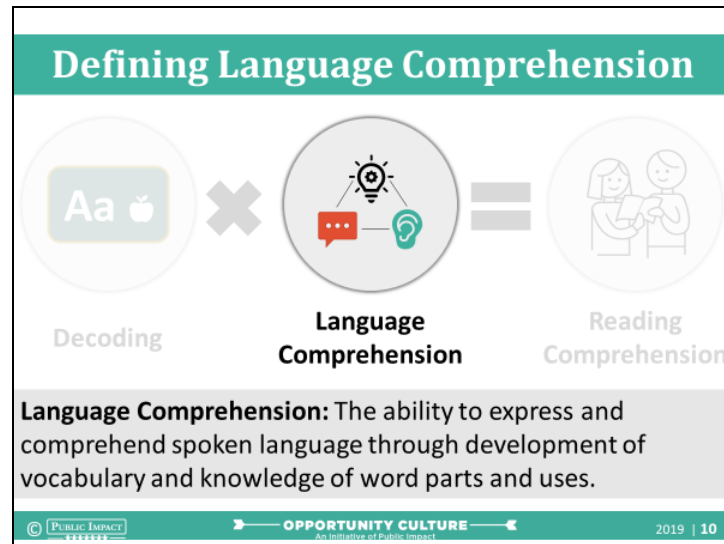 Defining Language Comprehension
Aa
Decoding
Language
Comprehension
Reading
Comprehension
Language Comprehension: The ability to express and
comprehend spoken language through development of
vocabulary and knowledge of word parts and uses.
© PUBLIC IMPACT
OPPORTUNITY CULTURE
An Initiative of Public Impact
2019 | 10